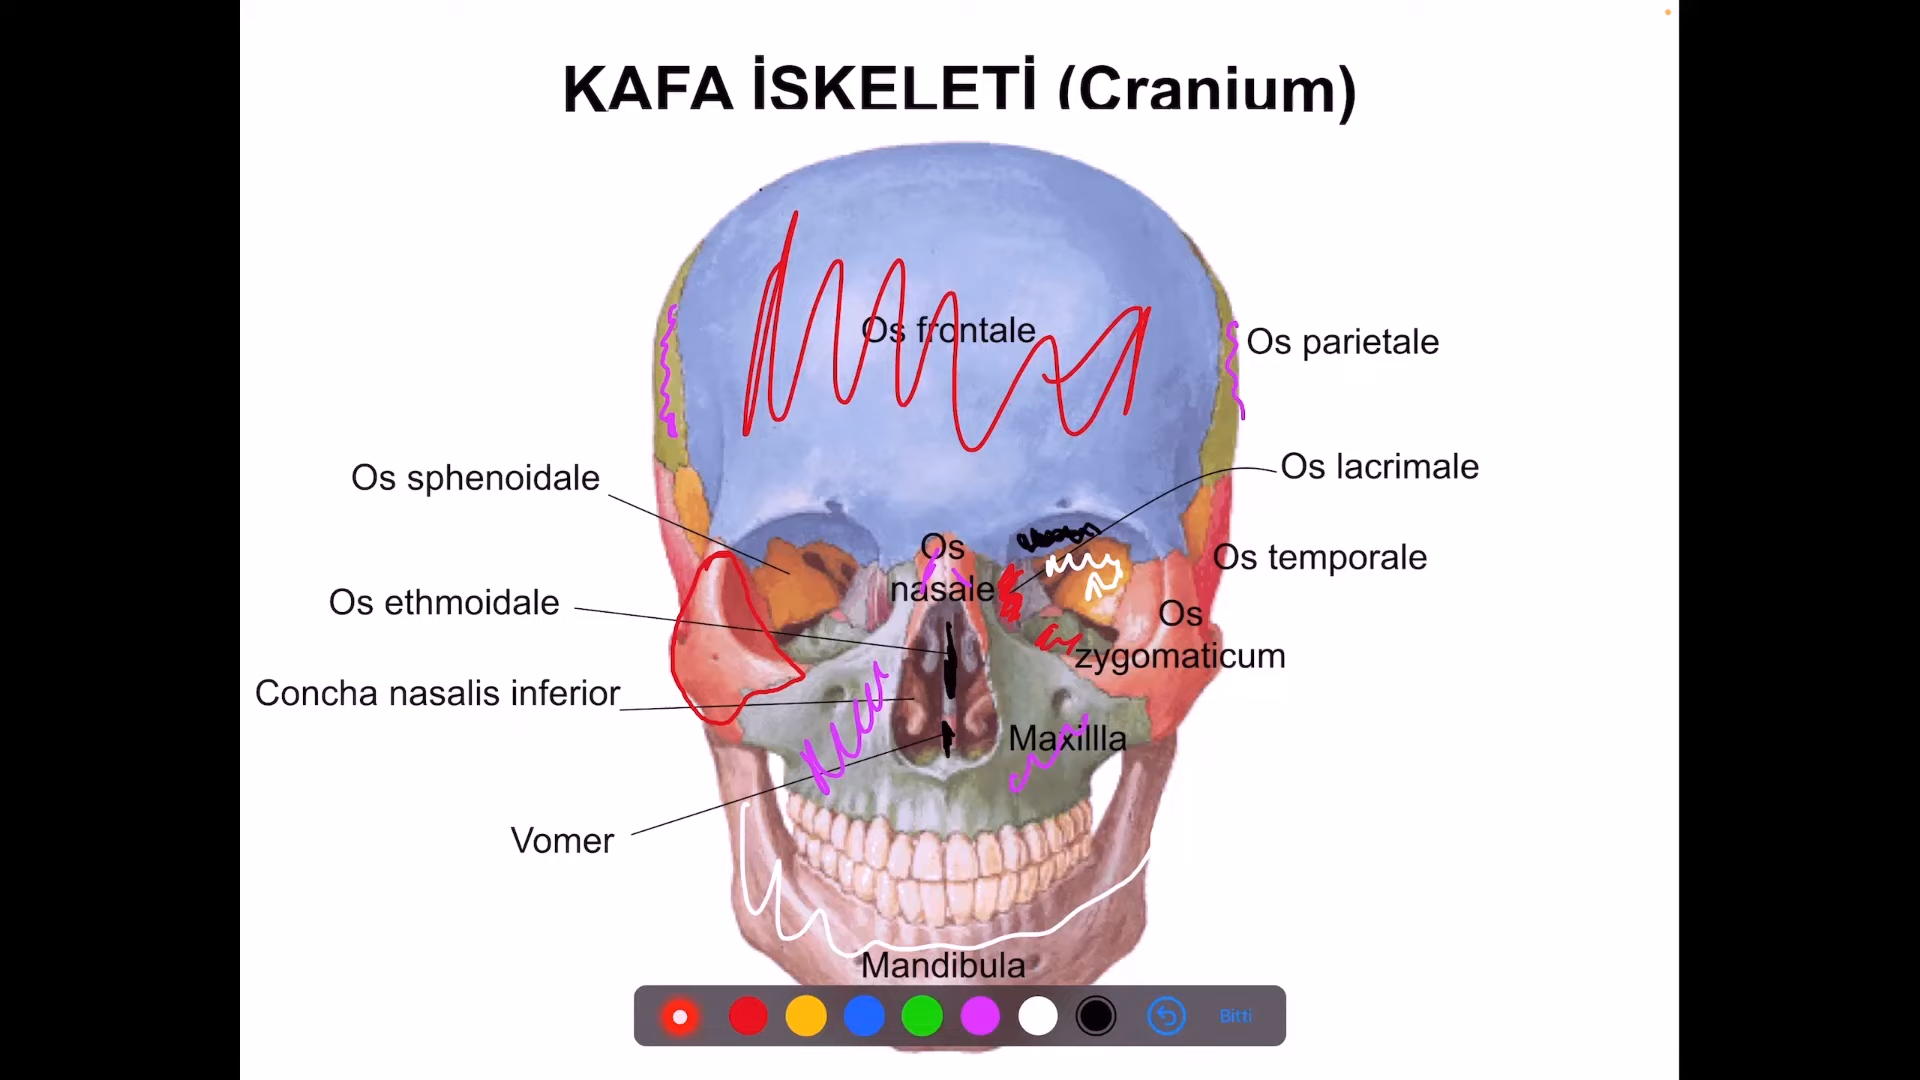 KAFA İSKELETİ (Cranium)
Os frontale
Os parietale
Os lacrimale
Os sphenoidale
Os
nasale
Os temporale
Os ethmoidale
Os
zygomaticum
Concha nasalis inferior
Maxillla
Vomer
Mandibula
Bitti